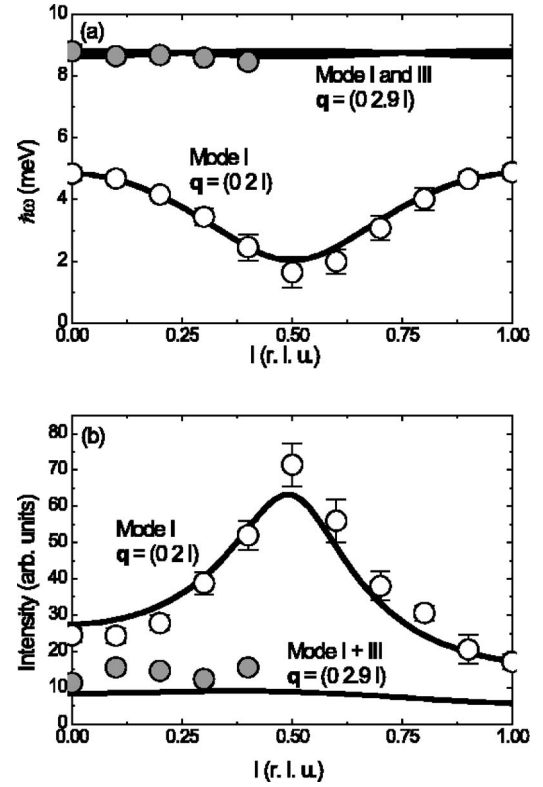 (a)
10
8
6
4
2
0
ħω (meV)
Mode I and III
q = (0 2.9 l)
Mode I
q = (0 2 l)
0.00 0.25 0.50 0.75 1.00
l (r. l. u.)
(b)
80
70
60
50
40
30
20
10
0
Intensity (arb. units)
Mode I
q = (0 2 l)
Mode I + III
q = (0 2.9 l)
0.00 0.25 0.50 0.75 1.00
l (r. l. u.)